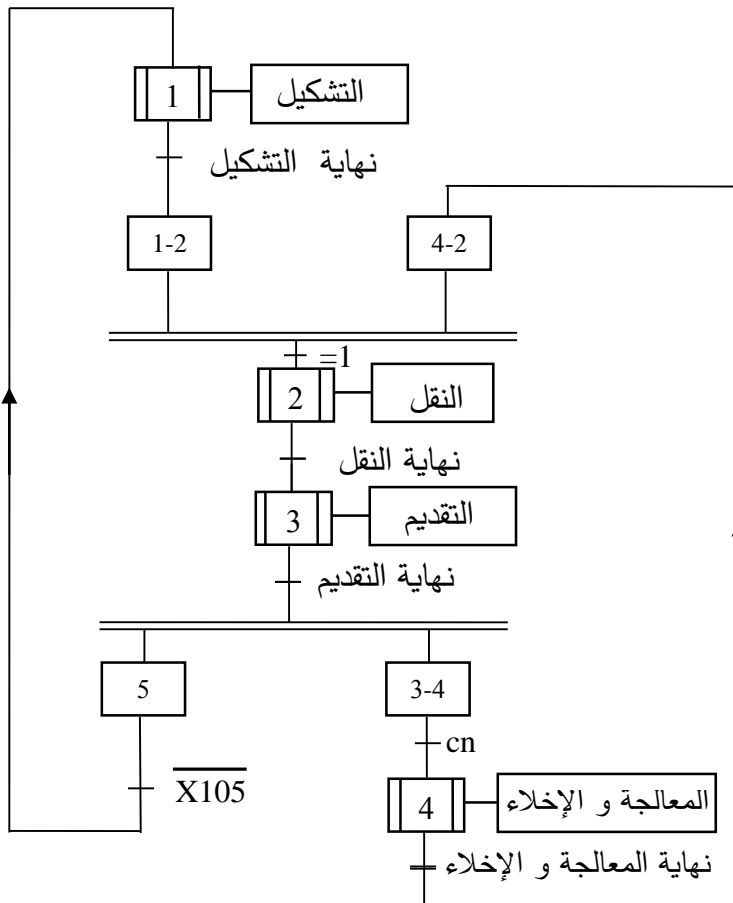 1
التشكيل
نهاية التشكيل
1-2
4-2
=1
2
النقل
نهاية النقل
3
التقديم
نهاية التقديم
5
3-4
cn
X105
4
المعالجة و الإخلاء
نهاية المعالجة و الإخلاء